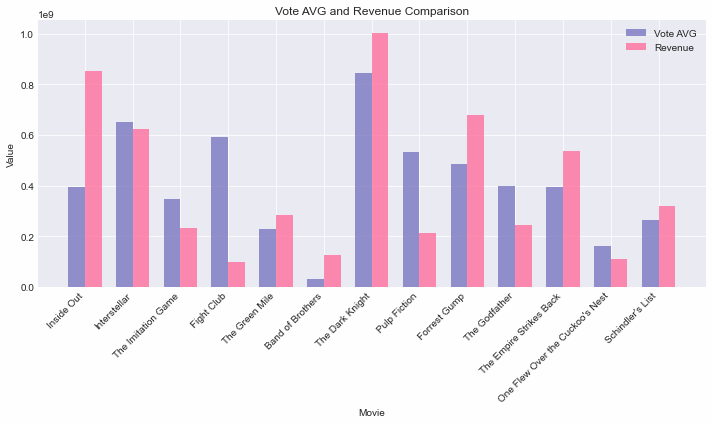 Vote AVG and Revenue Comparison
1e9
Vote AVG
Revenue
1.0
0.8
0.6
0.4
0.2
0.0
Value
Inside Out
Interstellar
The Imitation Game
Fight Club
The Green Mile
Band of Brothers
The Dark Knight
Pulp Fiction
Forrest Gump
The Godfather
The Empire Strikes Back
One Flew Over the Cuckoo's Nest
Schindler's List
Movie